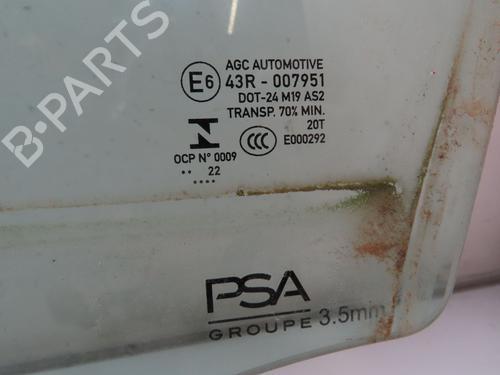 B-PARTS
AGC AUTOMOTIVE
E6 43R - 007951
DOT-24 M19 AS2
TRANSP. 70% MIN.
20T
CCC E000292
OCP N° 0009
.. 22
....
PSA
GROUPE 3.5mm